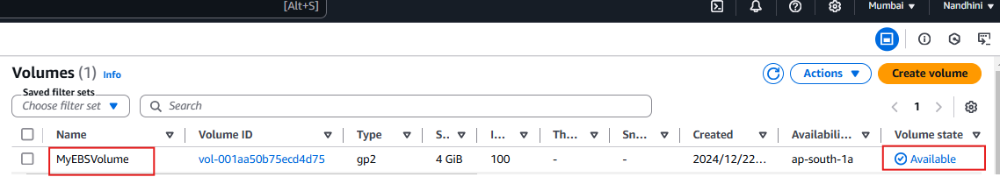 [Alt+S] Mumbai Nandhini
Volumes (1) Info Actions Create volume
Saved filter sets
Choose filter set Search 1
Name Volume ID Type S.. I... Th... Sn... Created Availabili... Volume state
MyEBSVolume vol-001aa50b75ecd4d75 gp2 4 GiB 100 - - 2024/12/22... ap-south-1a Available